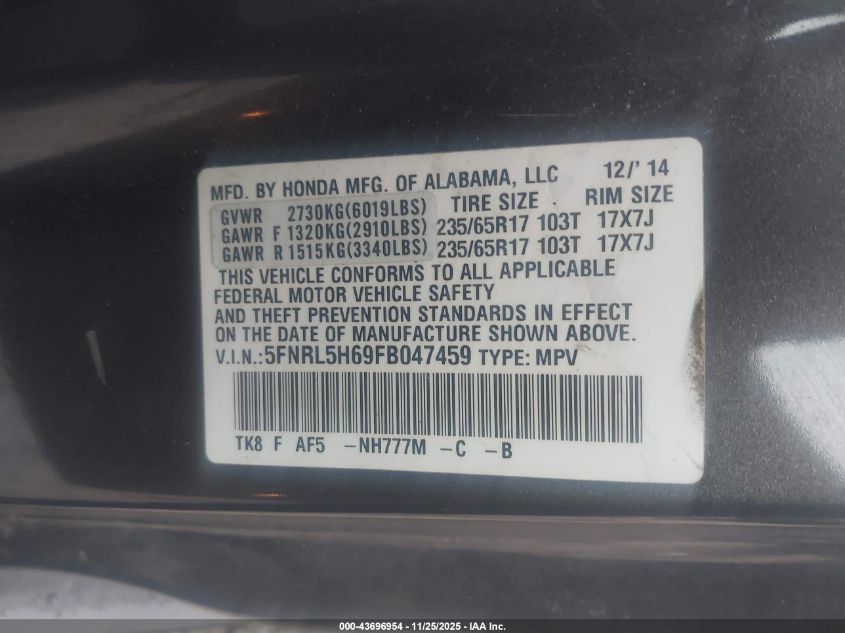 MFD. BY HONDA MFG. OF ALABAMA, LLC 12/' 14
GVWR 2730KG(6019LBS) TIRE SIZE . RIM SIZE
GAWR F 1320KG(2910LBS) 235/65R17 103T 17X7J
GAWR R 1515KG(3340LBS) 235/65R17 103T 17X7J
THIS VEHICLE CONFORMS TO ALL APPLICABLE
FEDERAL MOTOR VEHICLE SAFETY
AND THEFT PREVENTION STANDARDS IN EFFECT
ON THE DATE OF MANUFACTURE SHOWN ABOVE.
V.I.N.:5FNRL5H69FB047459 TYPE: MPV
TK8 F AF5 -NH777M -C -B
000-43696954 - 11/25/2025 - IAA Inc.